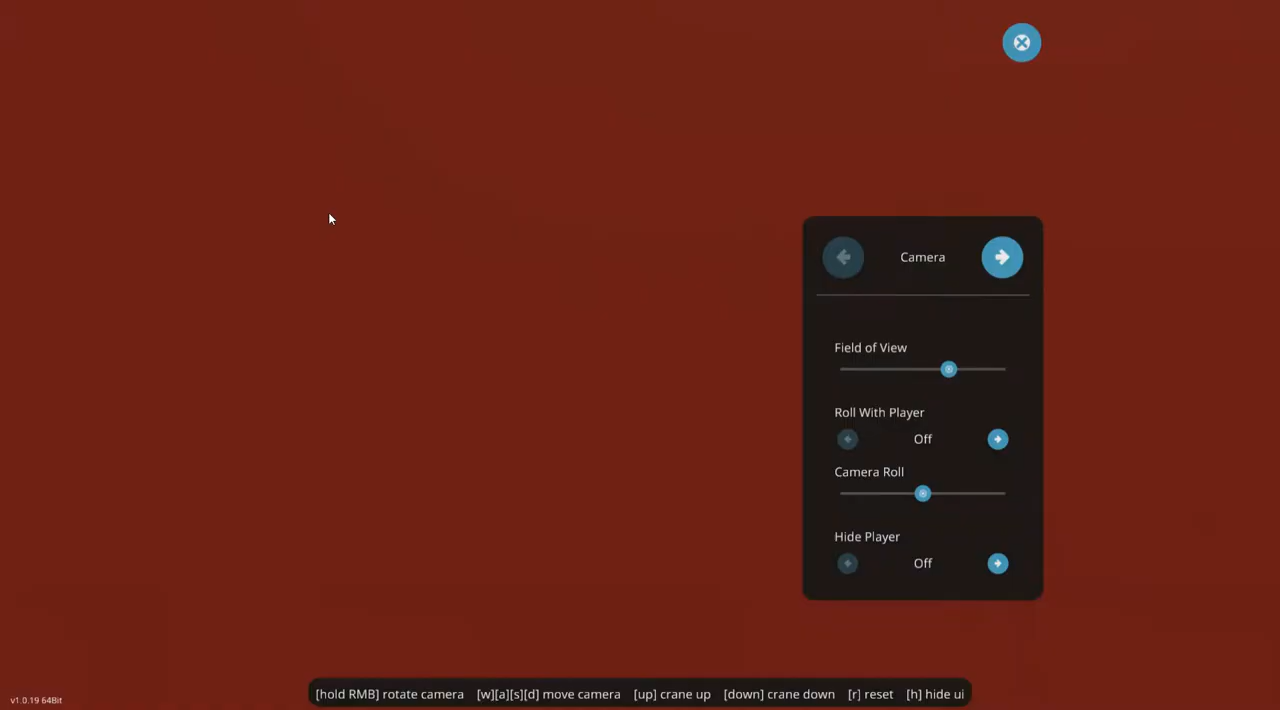 Camera
Field of View
Roll With Player
Off
Camera Roll
Hide Player
Off
[hold RMB] rotate camera [w][a][s][d] move camera [up] crane up [down] crane down [r] reset [h] hide ui
v1.0.19 64Bit